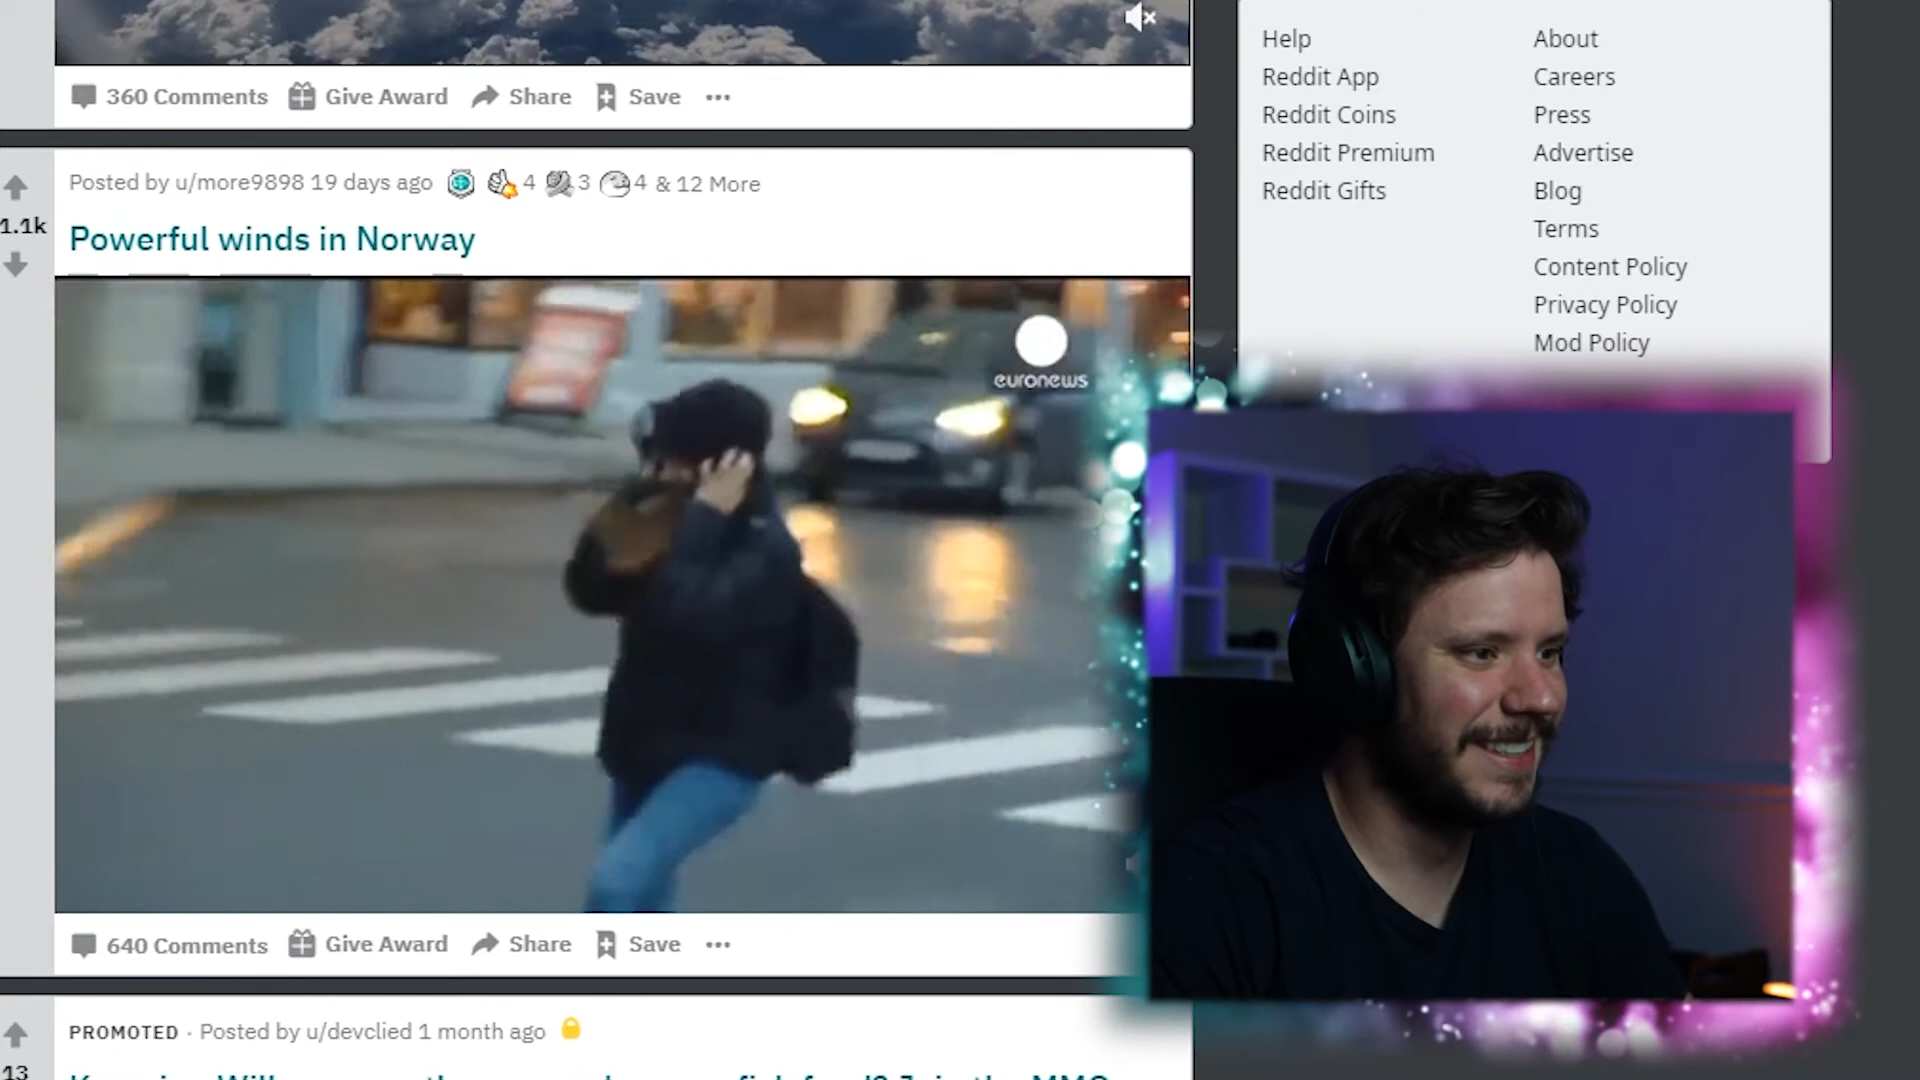 360 Comments Give Award Share Save
Posted by u/more9898 19 days ago 4 3 4 & 12 More
1.1k
Powerful winds in Norway
euronews
640 Comments Give Award Share Save
PROMOTED · Posted by u/devclied 1 month ago
13
Help
Reddit App
Reddit Coins
Reddit Premium
Reddit Gifts
About
Careers
Press
Advertise
Blog
Terms
Content Policy
Privacy Policy
Mod Policy